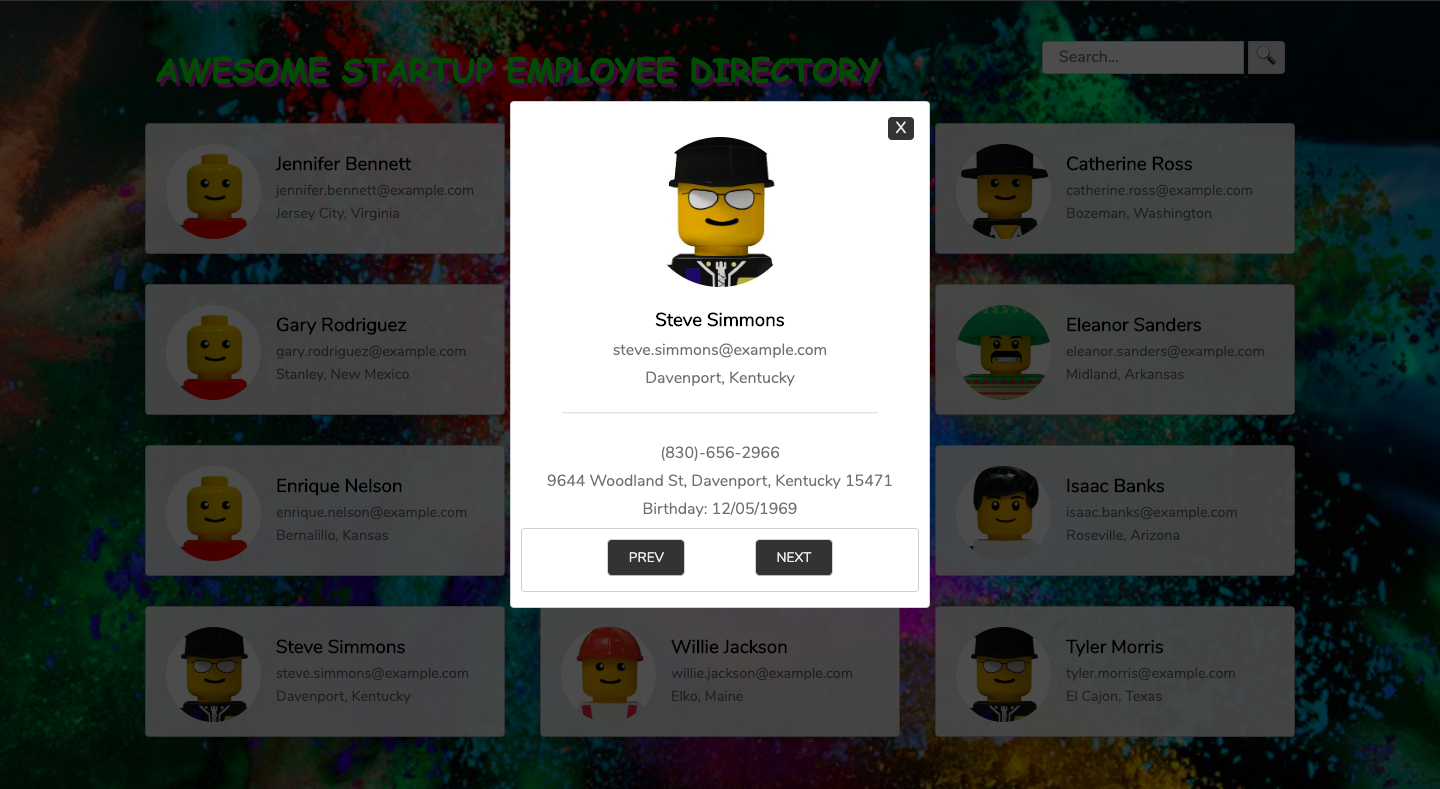 AWESOME STARTUP EMPLOYEE DIRECTORY
Search...
X
Jennifer Bennett
jennifer.bennett@example.com
Jersey City, Virginia
Catherine Ross
catherine.ross@example.com
Bozeman, Washington
Gary Rodriguez
gary.rodriguez@example.com
Stanley, New Mexico
Steve Simmons
steve.simmons@example.com
Davenport, Kentucky
(830)-656-2966
9644 Woodland St, Davenport, Kentucky 15471
Birthday: 12/05/1969
PREV
NEXT
Eleanor Sanders
eleanor.sanders@example.com
Midland, Arkansas
Enrique Nelson
enrique.nelson@example.com
Bernalillo, Kansas
Isaac Banks
isaac.banks@example.com
Roseville, Arizona
Steve Simmons
steve.simmons@example.com
Davenport, Kentucky
Willie Jackson
willie.jackson@example.com
Elko, Maine
Tyler Morris
tyler.morris@example.com
El Cajon, Texas